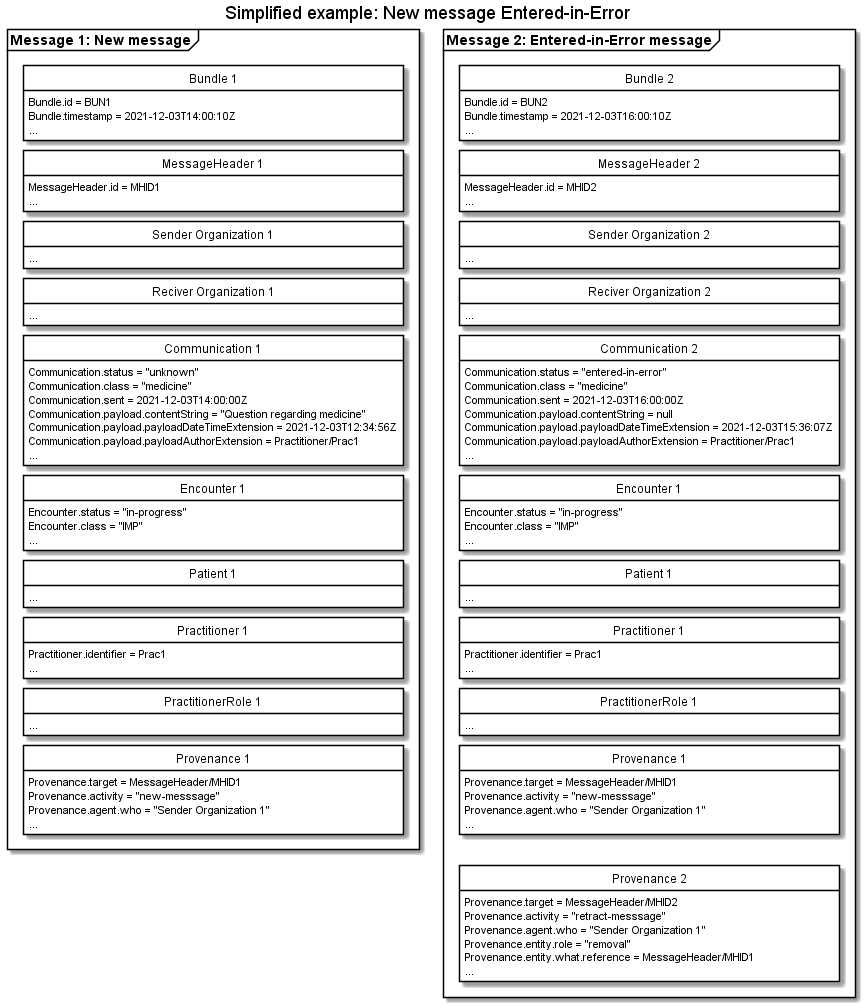 Simplified example: New message Entered-in-Error
Message 1: New message
Bundle 1
Bundle.id = BUN1
Bundle.timestamp = 2021-12-03T14:00:10Z
...
MessageHeader 1
MessageHeader.id = MHID1
...
Sender Organization 1
...
Reciver Organization 1
...
Communication 1
Communication.status = "unknown"
Communication.class = "medicine"
Communication.sent = 2021-12-03T14:00:00Z
Communication.payload.contentString = "Question regarding medicine"
Communication.payload.payloadDateTimeExtension = 2021-12-03T12:34:56Z
Communication.payload.payloadAuthorExtension = Practitioner/Prac1
...
Encounter 1
Encounter.status = "in-progress"
Encounter.class = "IMP"
...
Patient 1
...
Practitioner 1
Practitioner.identifier = Prac1
...
PractitionerRole 1
...
Provenance 1
Provenance.target = MessageHeader/MHID1
Provenance.activity = "new-messsage"
Provenance.agent.who = "Sender Organization 1"
...
Message 2: Entered-in-Error message
Bundle 2
Bundle.id = BUN2
Bundle.timestamp = 2021-12-03T16:00:10Z
...
MessageHeader 2
MessageHeader.id = MHID2
...
Sender Organization 2
...
Reciver Organization 2
...
Communication 2
Communication.status = "entered-in-error"
Communication.class = "medicine"
Communication.sent = 2021-12-03T16:00:00Z
Communication.payload.contentString = null
Communication.payload.payloadDateTimeExtension = 2021-12-03T15:36:07Z
Communication.payload.payloadAuthorExtension = Practitioner/Prac1
...
Encounter 1
Encounter.status = "in-progress"
Encounter.class = "IMP"
...
Patient 1
...
Practitioner 1
Practitioner.identifier = Prac1
...
PractitionerRole 1
...
Provenance 1
Provenance.target = MessageHeader/MHID1
Provenance.activity = "new-messsage"
Provenance.agent.who = "Sender Organization 1"
...
Provenance 2
Provenance.target = MessageHeader/MHID2
Provenance.activity = "retract-messsage"
Provenance.agent.who = "Sender Organization 1"
Provenance.entity.role = "removal"
Provenance.entity.what.reference = MessageHeader/MHID1
...